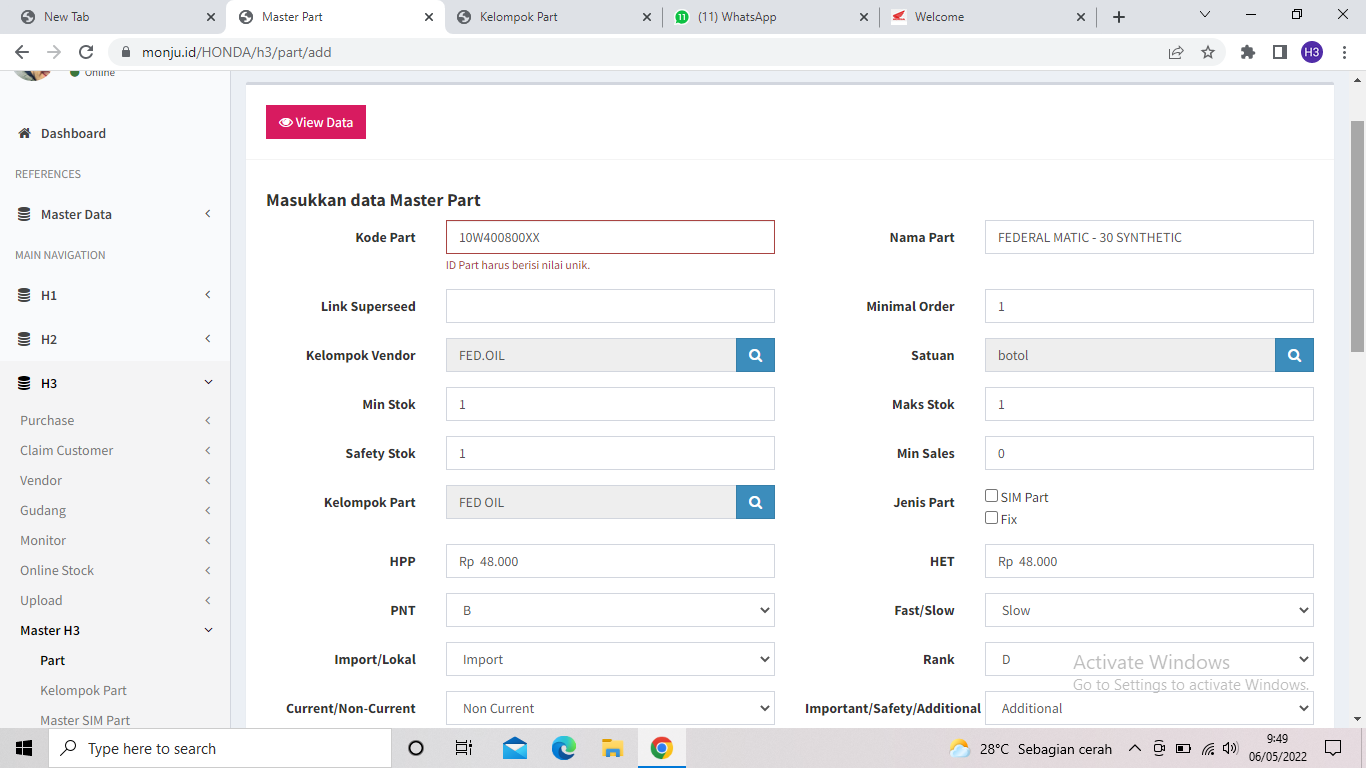 New Tab
Master Part
Kelompok Part
11
(11) WhatsApp
Welcome
monju.id/HONDA/h3/part/add
H3
Online
Dashboard
REFERENCES
Master Data
MAIN NAVIGATION
H1
H2
H3
Purchase
Claim Customer
Vendor
Gudang
Monitor
Online Stock
Upload
Master H3
Part
Kelompok Part
Master SIM Part
View Data
Masukkan data Master Part
Kode Part 10W400800XX Nama Part FEDERAL MATIC - 30 SYNTHETIC
ID Part harus berisi nilai unik.
Link Superseed Minimal Order 1
Kelompok Vendor FED.OIL Satuan botol
Min Stok 1 Maks Stok 1
Safety Stok 1 Min Sales 0
Kelompok Part FED OIL Jenis Part SIM Part
Fix
HPP Rp 48.000 HET Rp 48.000
PNT B Fast/Slow Slow
Import/Lokal Import Rank D
Activate Windows
Go to Settings to activate Windows.
Current/Non-Current Non Current Important/Safety/Additional Additional
Type here to search
28°C Sebagian cerah
9:49
06/05/2022